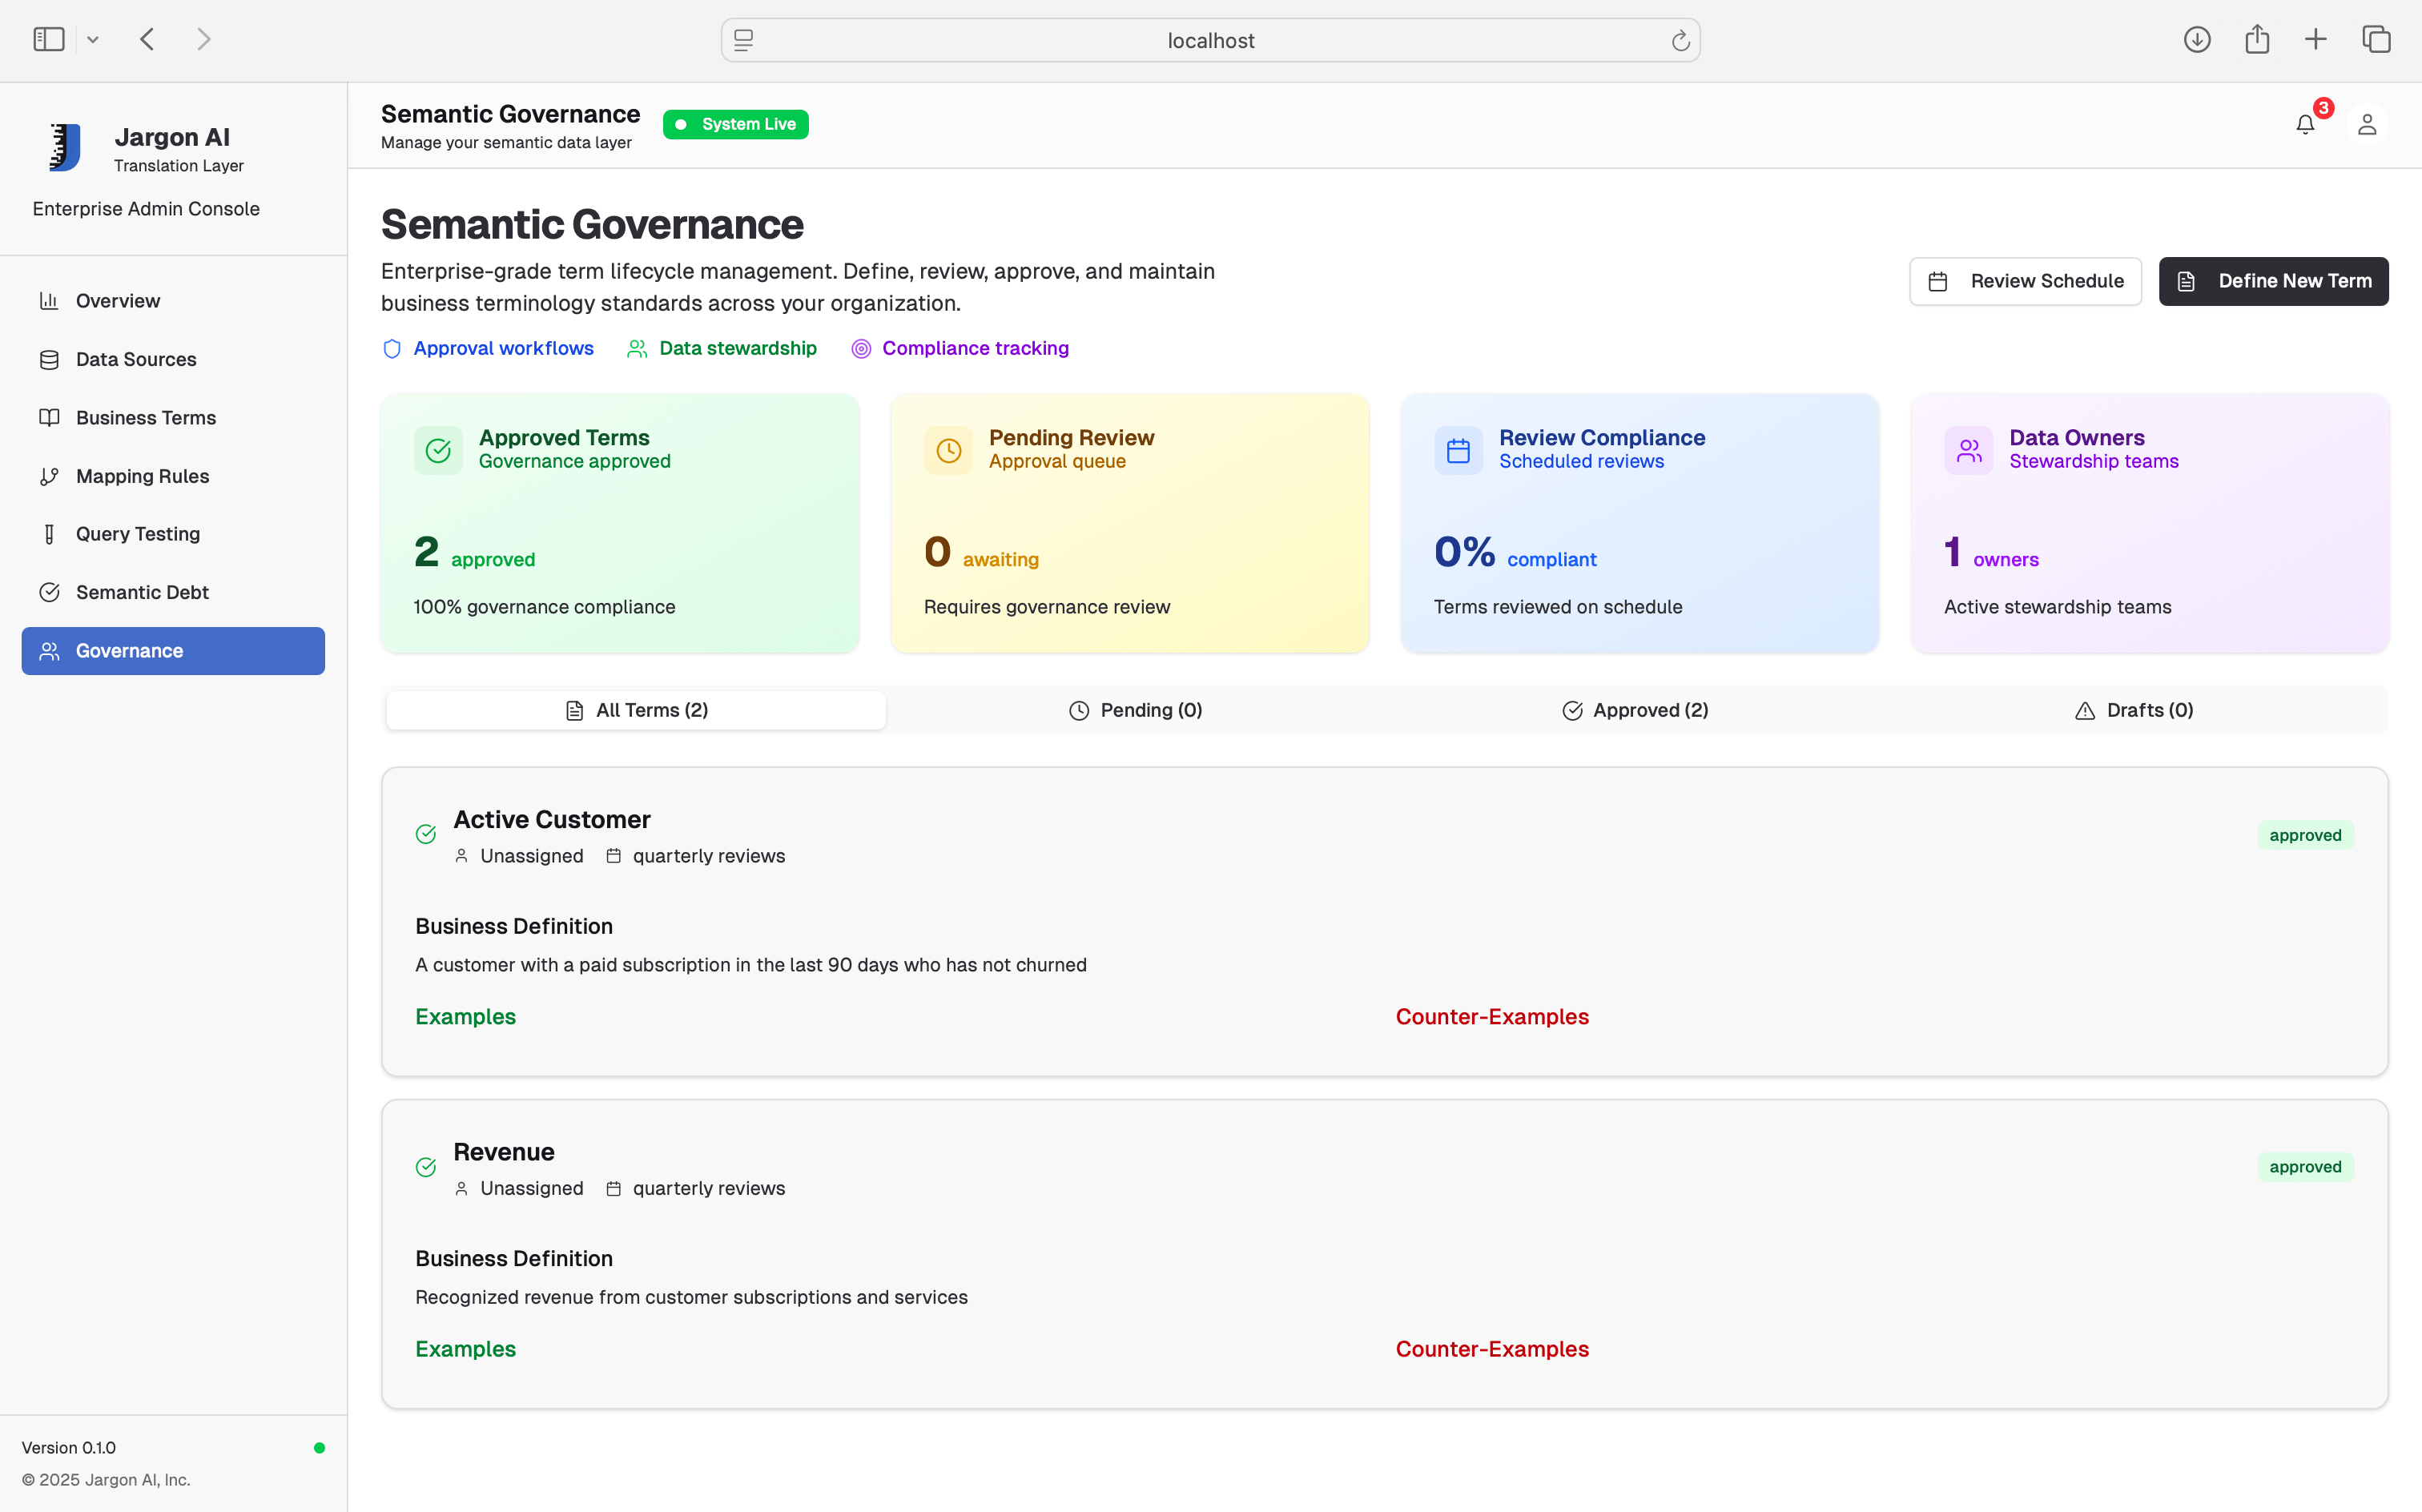 localhost
Jargon AI
Translation Layer
Enterprise Admin Console
Overview
Data Sources
Business Terms
Mapping Rules
Query Testing
Semantic Debt
Governance
Version 0.1.0
© 2025 Jargon AI, Inc.
Semantic Governance
Manage your semantic data layer
System Live
3
Semantic Governance
Enterprise-grade term lifecycle management. Define, review, approve, and maintain
business terminology standards across your organization.
Approval workflows
Data stewardship
Compliance tracking
Review Schedule
Define New Term
Approved Terms
Governance approved
2 approved
100% governance compliance
Pending Review
Approval queue
0 awaiting
Requires governance review
Review Compliance
Scheduled reviews
0% compliant
Terms reviewed on schedule
Data Owners
Stewardship teams
1 owners
Active stewardship teams
All Terms (2)
Pending (0)
Approved (2)
Drafts (0)
Active Customer
Unassigned quarterly reviews
approved
Business Definition
A customer with a paid subscription in the last 90 days who has not churned
Examples
Counter-Examples
Revenue
Unassigned quarterly reviews
approved
Business Definition
Recognized revenue from customer subscriptions and services
Examples
Counter-Examples